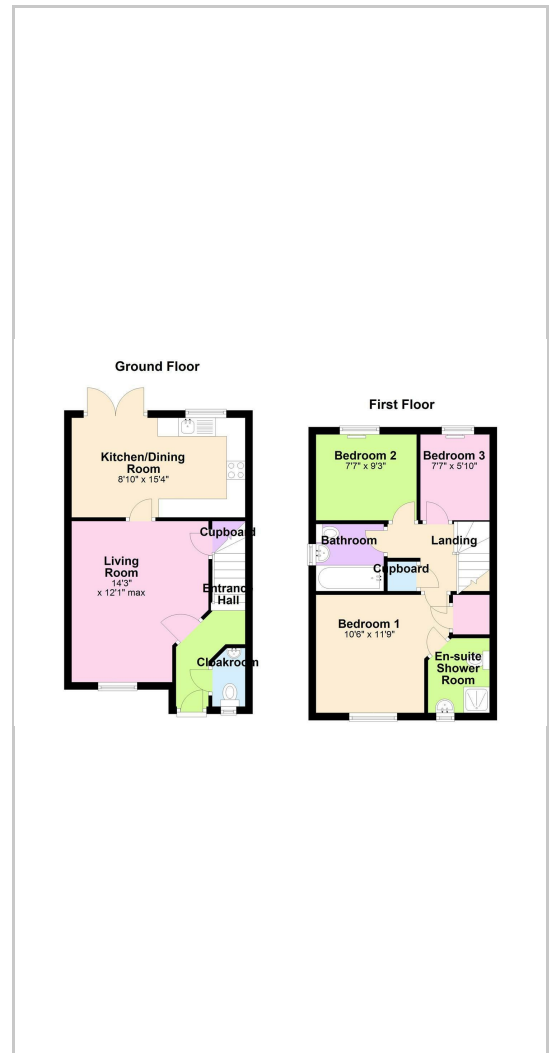 Ground Floor
Kitchen/Dining
Room
8'10" x 15'4"
Cupboard
Living
Room
14'3"
x 12'1" max
Entrance
Hall
Cloakroom
First Floor
Bedroom 2
7'7" x 9'3"
Bedroom 3
7'7" x 5'10"
Bathroom
Landing
Cupboard
Bedroom 1
10'6" x 11'9"
En-suite
Shower
Room